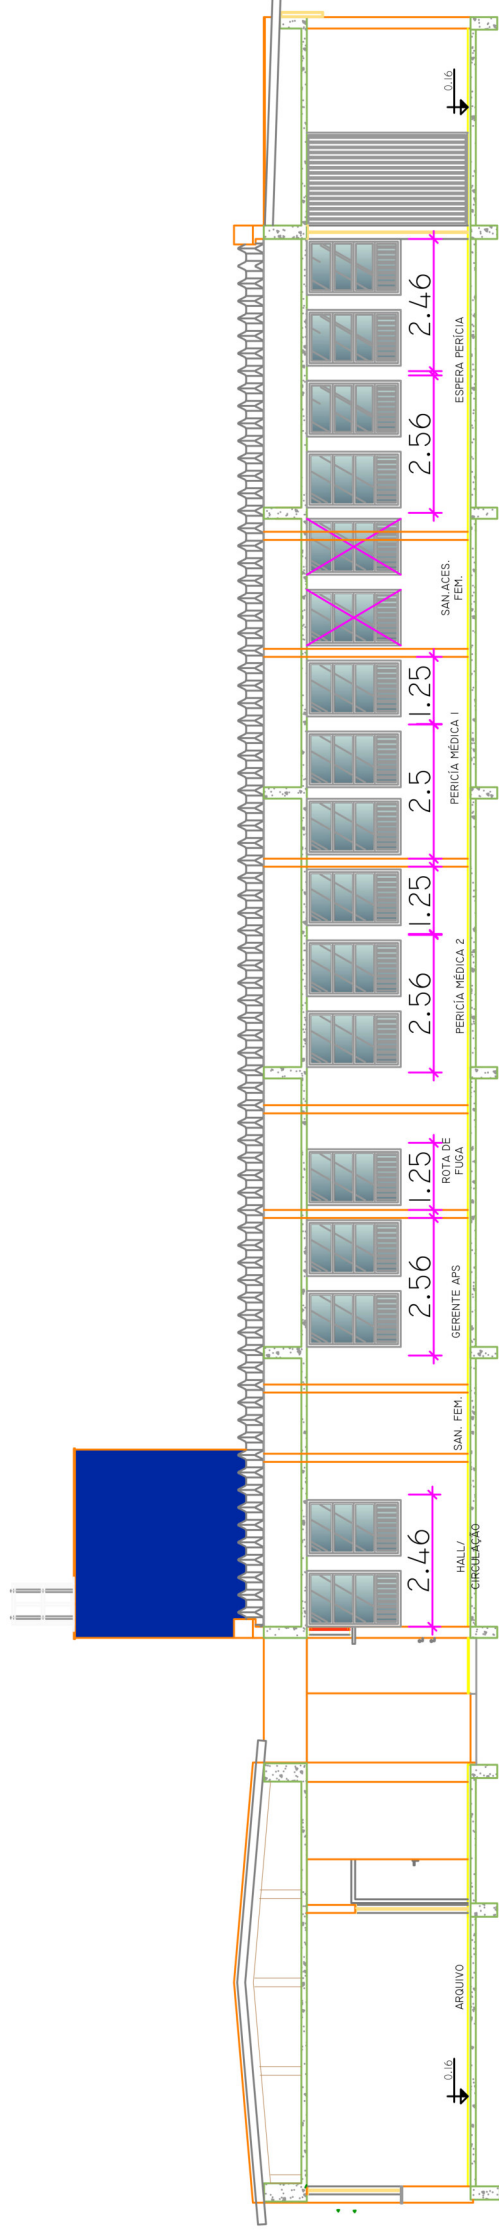 0.16
ARQUIVO
2.46
HALL/
CIRCULAÇÃO
SAN. FEM.
2.56
GERENTE APS
1.25
ROTA DE
FUGA
2.56
PERICÍA MÉDICA 2
1.25
2.5
PERICÍA MÉDICA 1
1.25
SAN.ACES.
FEM.
2.56
2.46
ESPERA PERÍCIA
0.16